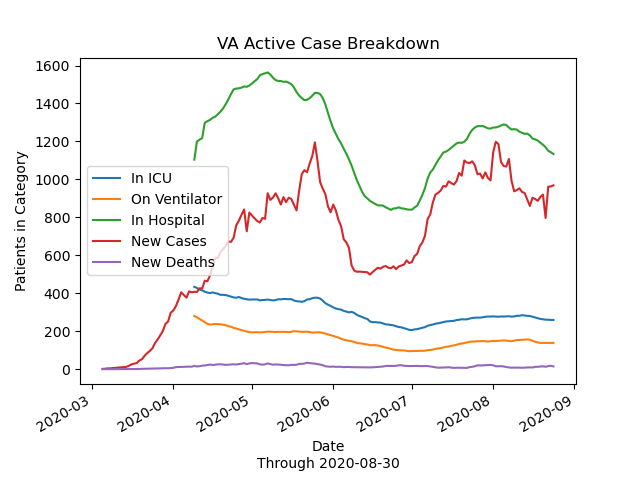 VA Active Case Breakdown
Patients in Category
1600
1400
1200
1000
800
600
400
200
0
In ICU
On Ventilator
In Hospital
New Cases
New Deaths
2020-03
2020-04
2020-05
2020-06
2020-07
2020-08
2020-09
Date
Through 2020-08-30